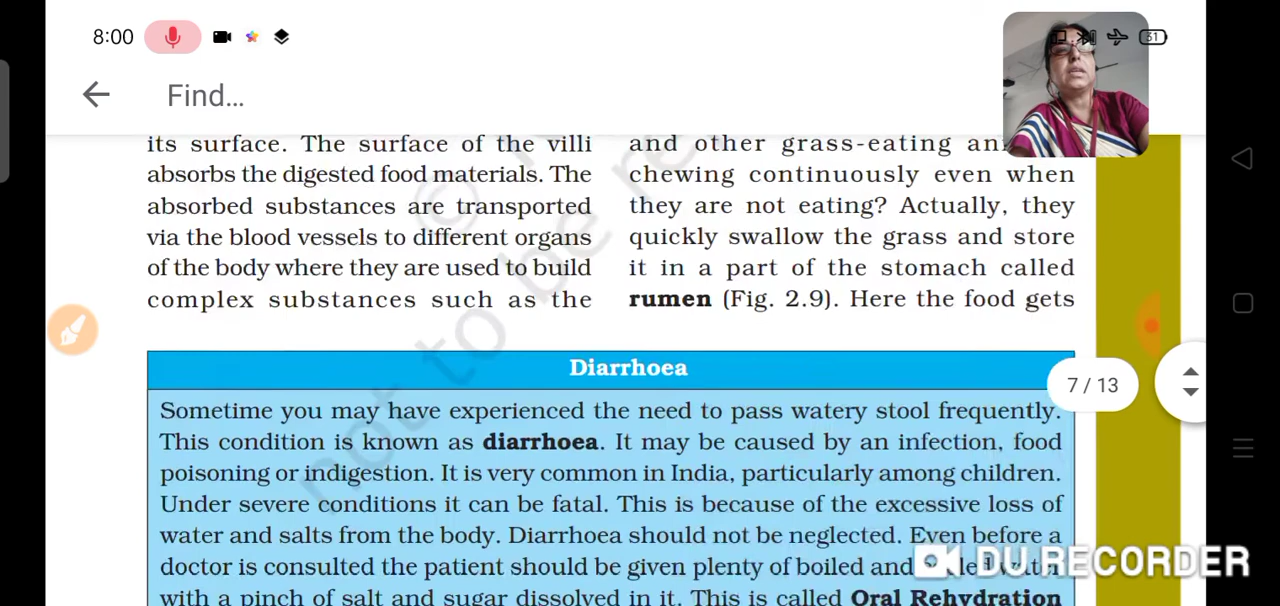 8:00
31
Find...
its surface. The surface of the villi
absorbs the digested food materials. The
absorbed substances are transported
via the blood vessels to different organs
of the body where they are used to build
complex substances such as the
and other grass-eating
chewing continuously even when
they are not eating? Actually, they
quickly swallow the grass and store
it in a part of the stomach called
rumen (Fig. 2.9). Here the food gets
not to be re
Diarrhoea
7 / 13
Sometime you may have experienced the need to pass watery stool frequently.
This condition is known as diarrhoea. It may be caused by an infection, food
poisoning or indigestion. It is very common in India, particularly among children.
Under severe conditions it can be fatal. This is because of the excessive loss of
water and salts from the body. Diarrhoea should not be neglected. Even before a
doctor is consulted the patient should be given plenty of boiled and water
with a pinch of salt and sugar dissolved in it. This is called Oral Rehydration
DU RECORDER